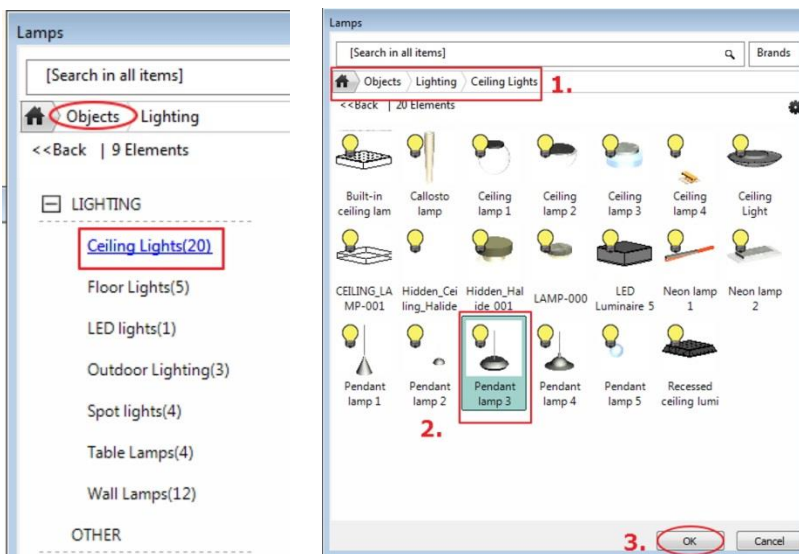 Lamps
[Search in all items]
Objects Lighting
<<Back | 9 Elements
LIGHTING
Ceiling Lights(20)
Floor Lights(5)
LED lights(1)
Outdoor Lighting(3)
Spot lights(4)
Table Lamps(4)
Wall Lamps(12)
OTHER
Lamps
[Search in all items] Brands
Objects Lighting Ceiling Lights 1.
<<Back | 20 Elements
Built-in Callosto Ceiling Ceiling Ceiling Ceiling Ceiling
ceiling lam lamp lamp 1 lamp 2 lamp 3 lamp 4 Light
CEILING_LA Hidden_Cei Hidden_Hal LAMP-000 LED Neon lamp Neon lamp
MP-001 ling_Halide ide 001 Luminaire 5 1 2
Pendant Pendant Pendant Pendant Pendant Recessed
lamp 1 lamp 2 lamp 3 lamp 4 lamp 5 ceiling lumi
2.
3. OK Cancel